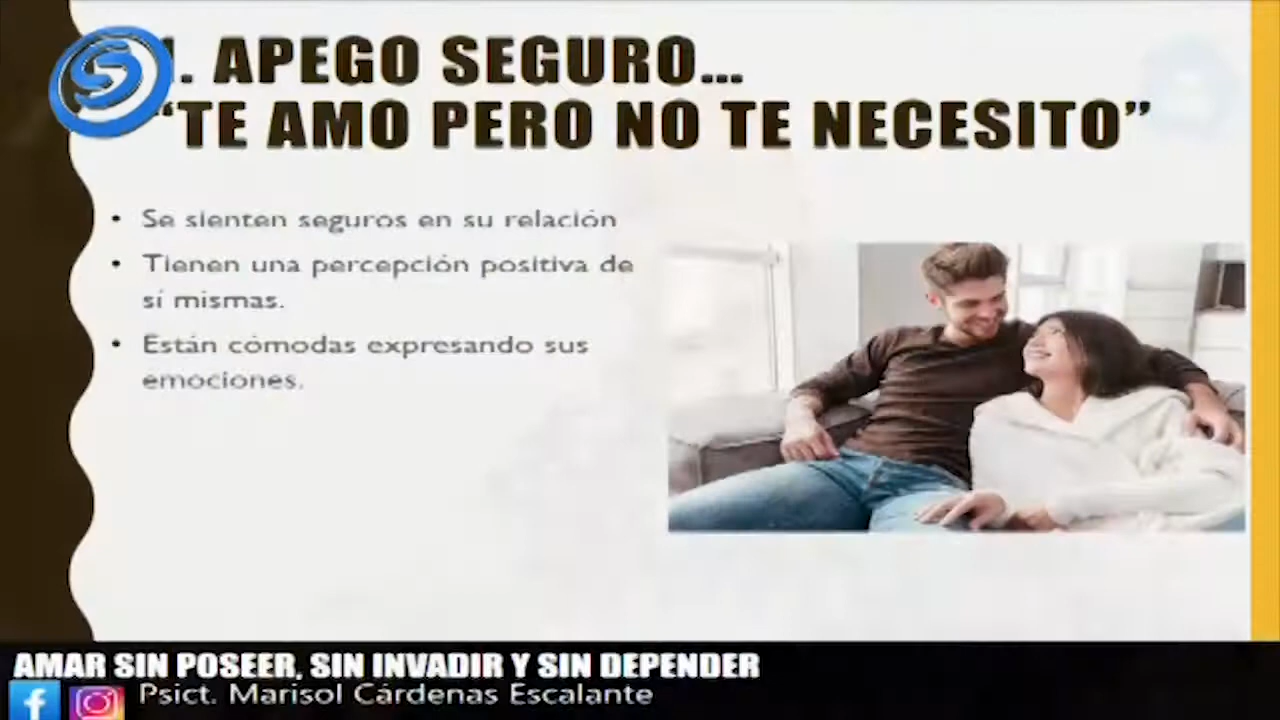 1. APEGO SEGURO...
“TE AMO PERO NO TE NECESITO”
• Se sienten seguros en su relación
• Tienen una percepción positiva de
sí mismas.
• Están cómodas expresando sus
emociones.
AMAR SIN POSEER, SIN INVADIR Y SIN DEPENDER
Psict. Marisol Cárdenas Escalante